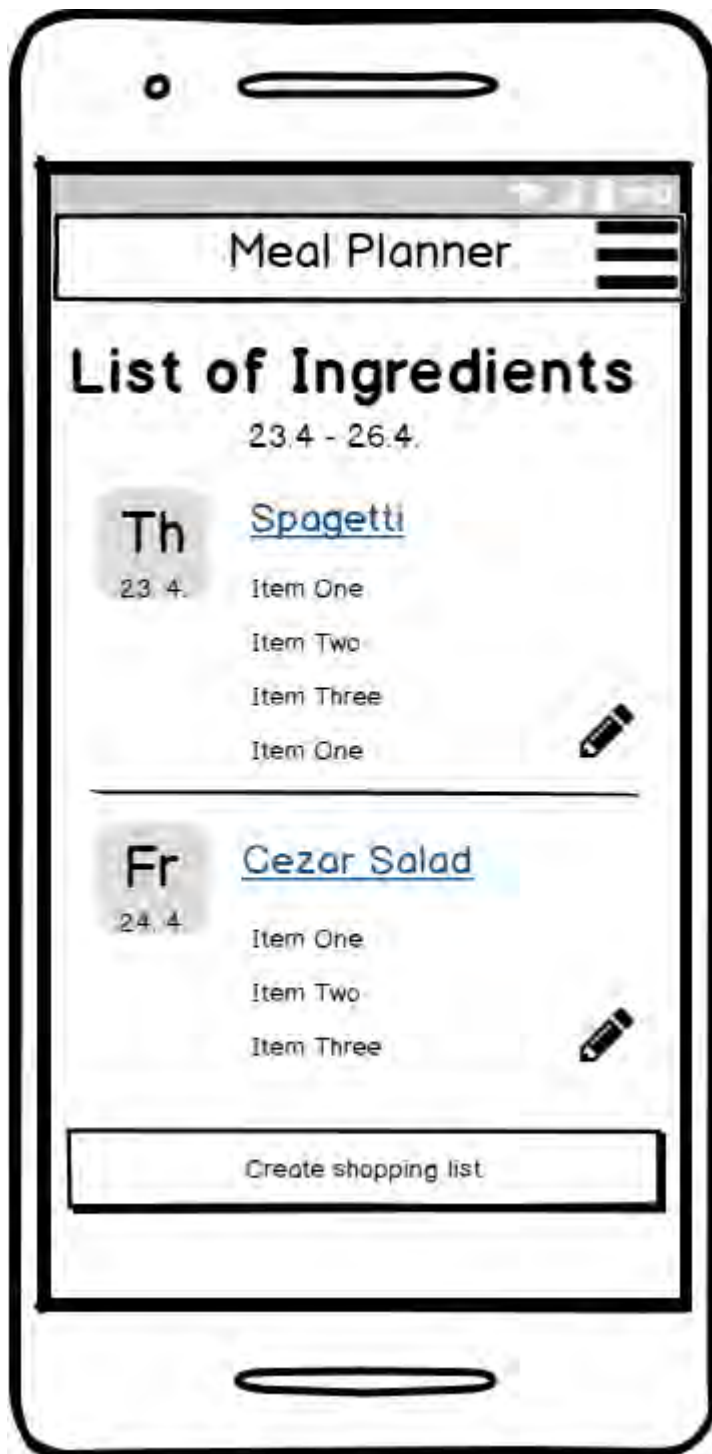 Meal Planner
List of Ingredients
23.4 - 26.4.
Th
23. 4.
Spagetti
Item One
Item Two
Item Three
Item One
Fr
24. 4.
Cezar Salad
Item One
Item Two
Item Three
Create shopping list